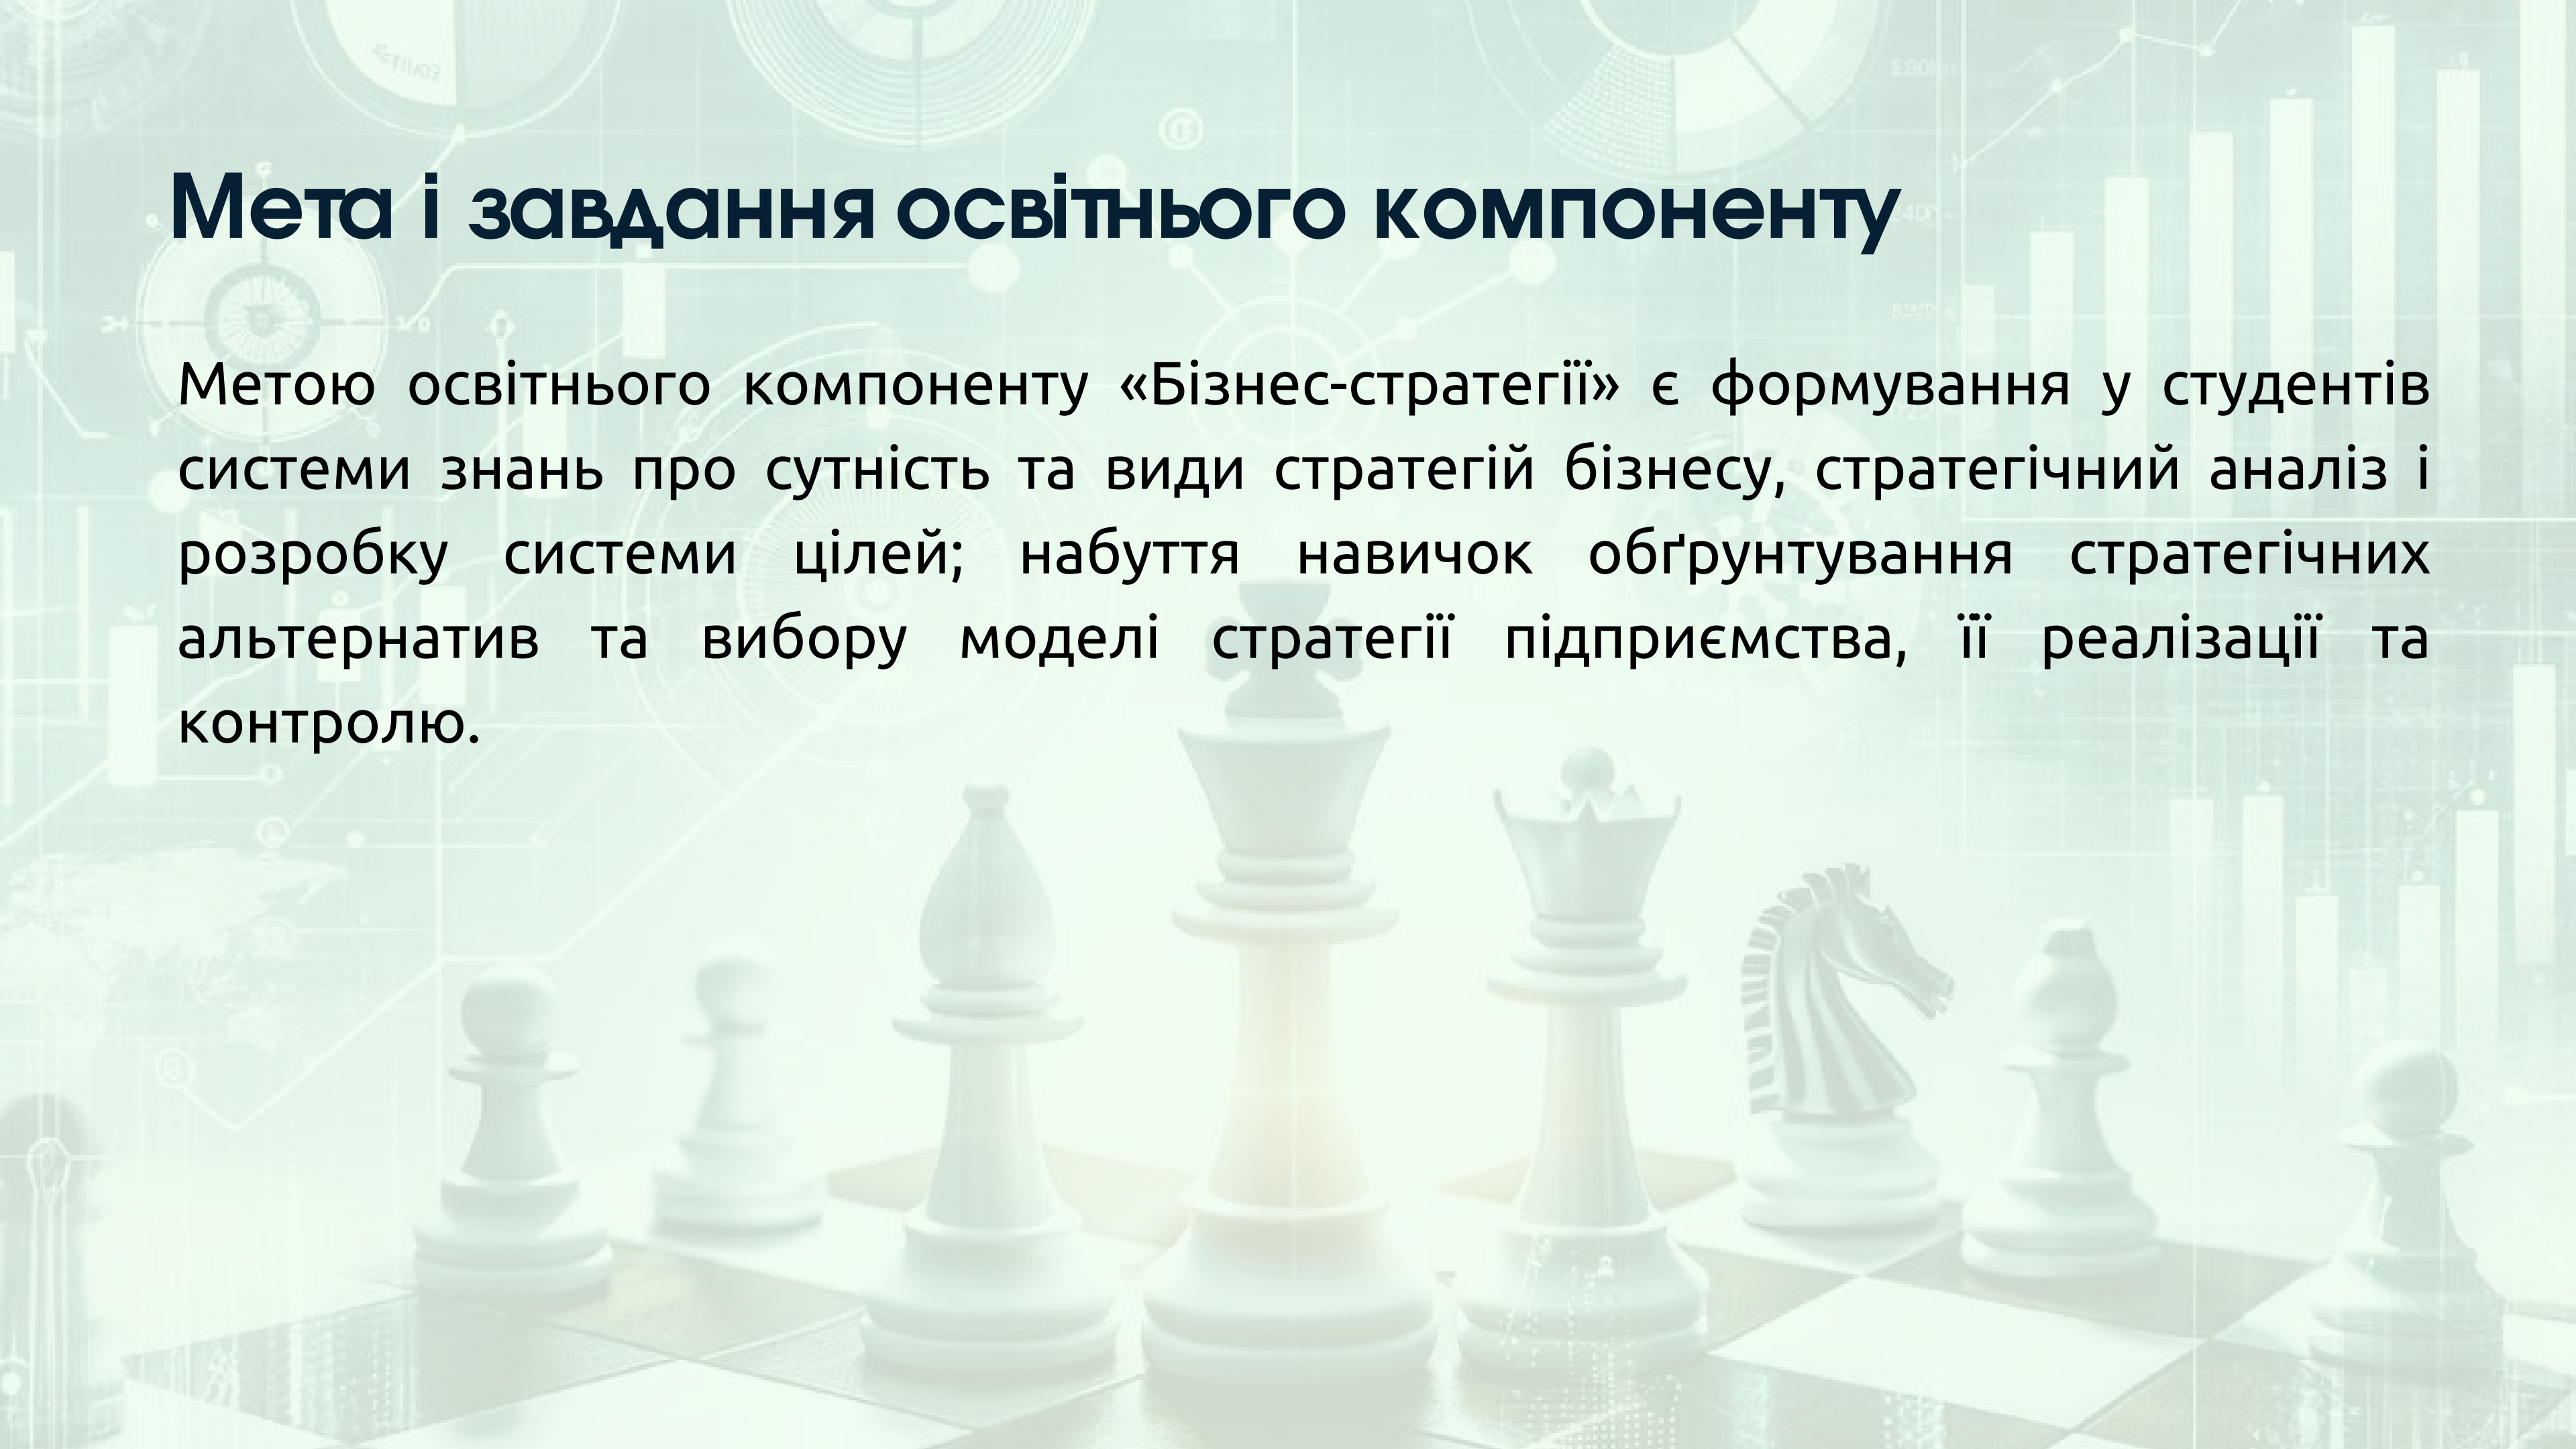 Мета і завдання освітнього компоненту
Метою освітнього компоненту «Бізнес-стратегії» є формування у студентів
системи знань про сутність та види стратегій бізнесу, стратегічний аналіз і
розробку системи цілей; набуття навичок обґрунтування стратегічних
альтернатив та вибору моделі стратегії підприємства, її реалізації та
контролю.